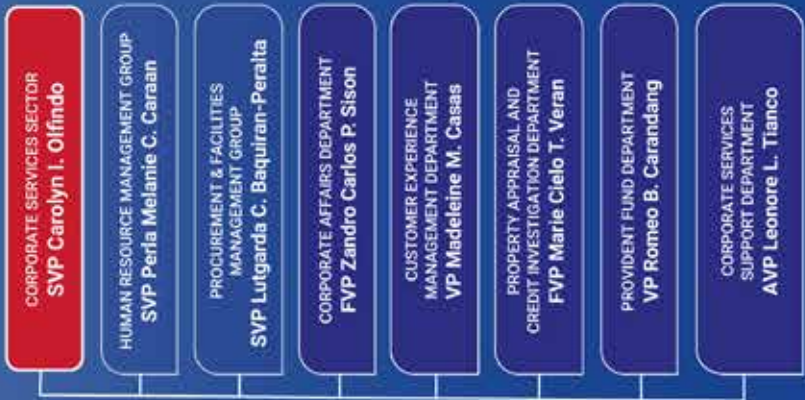 CORPORATE SERVICES SECTOR
SVP Carolyn I. Olfindo
HUMAN RESOURCE MANAGEMENT GROUP
SVP Perla Melanie C. Caraan
PROCUREMENT & FACILITIES
MANAGEMENT GROUP
SVP Lutgarda C. Baquiran-Peralta
CORPORATE AFFAIRS DEPARTMENT
FVP Zandro Carlos P. Sison
CUSTOMER EXPERIENCE
MANAGEMENT DEPARTMENT
VP Madeleine M. Casas
PROPERTY APPRAISAL AND
CREDIT INVESTIGATION DEPARTMENT
FVP Marie Cielo T. Veran
PROVIDENT FUND DEPARTMENT
VP Romeo B. Carandang
CORPORATE SERVICES
SUPPORT DEPARTMENT
AVP Leonore L. Tianco